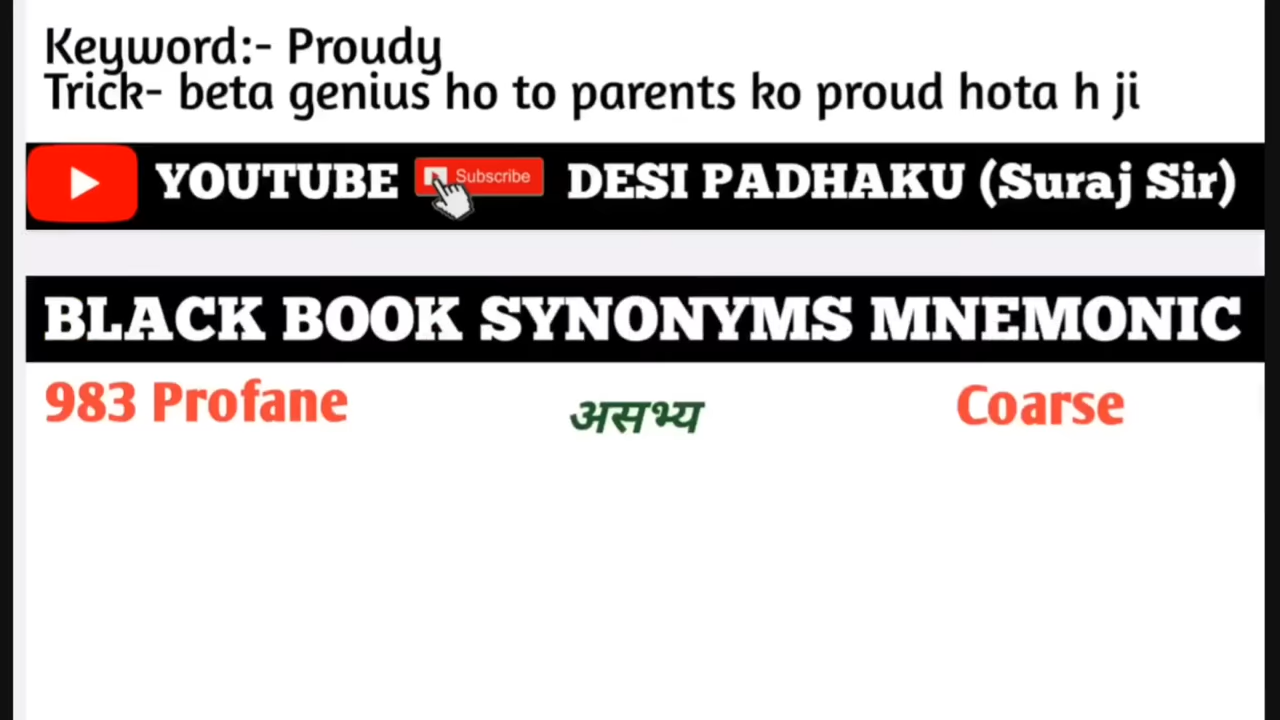 Keyword:- Proudy
Trick- beta genius ho to parents ko proud hota h ji
YOUTUBE Subscribe DESI PADHAKU (Suraj Sir)
BLACK BOOK SYNONYMS MNEMONIC
983 Profane असभ्य Coarse